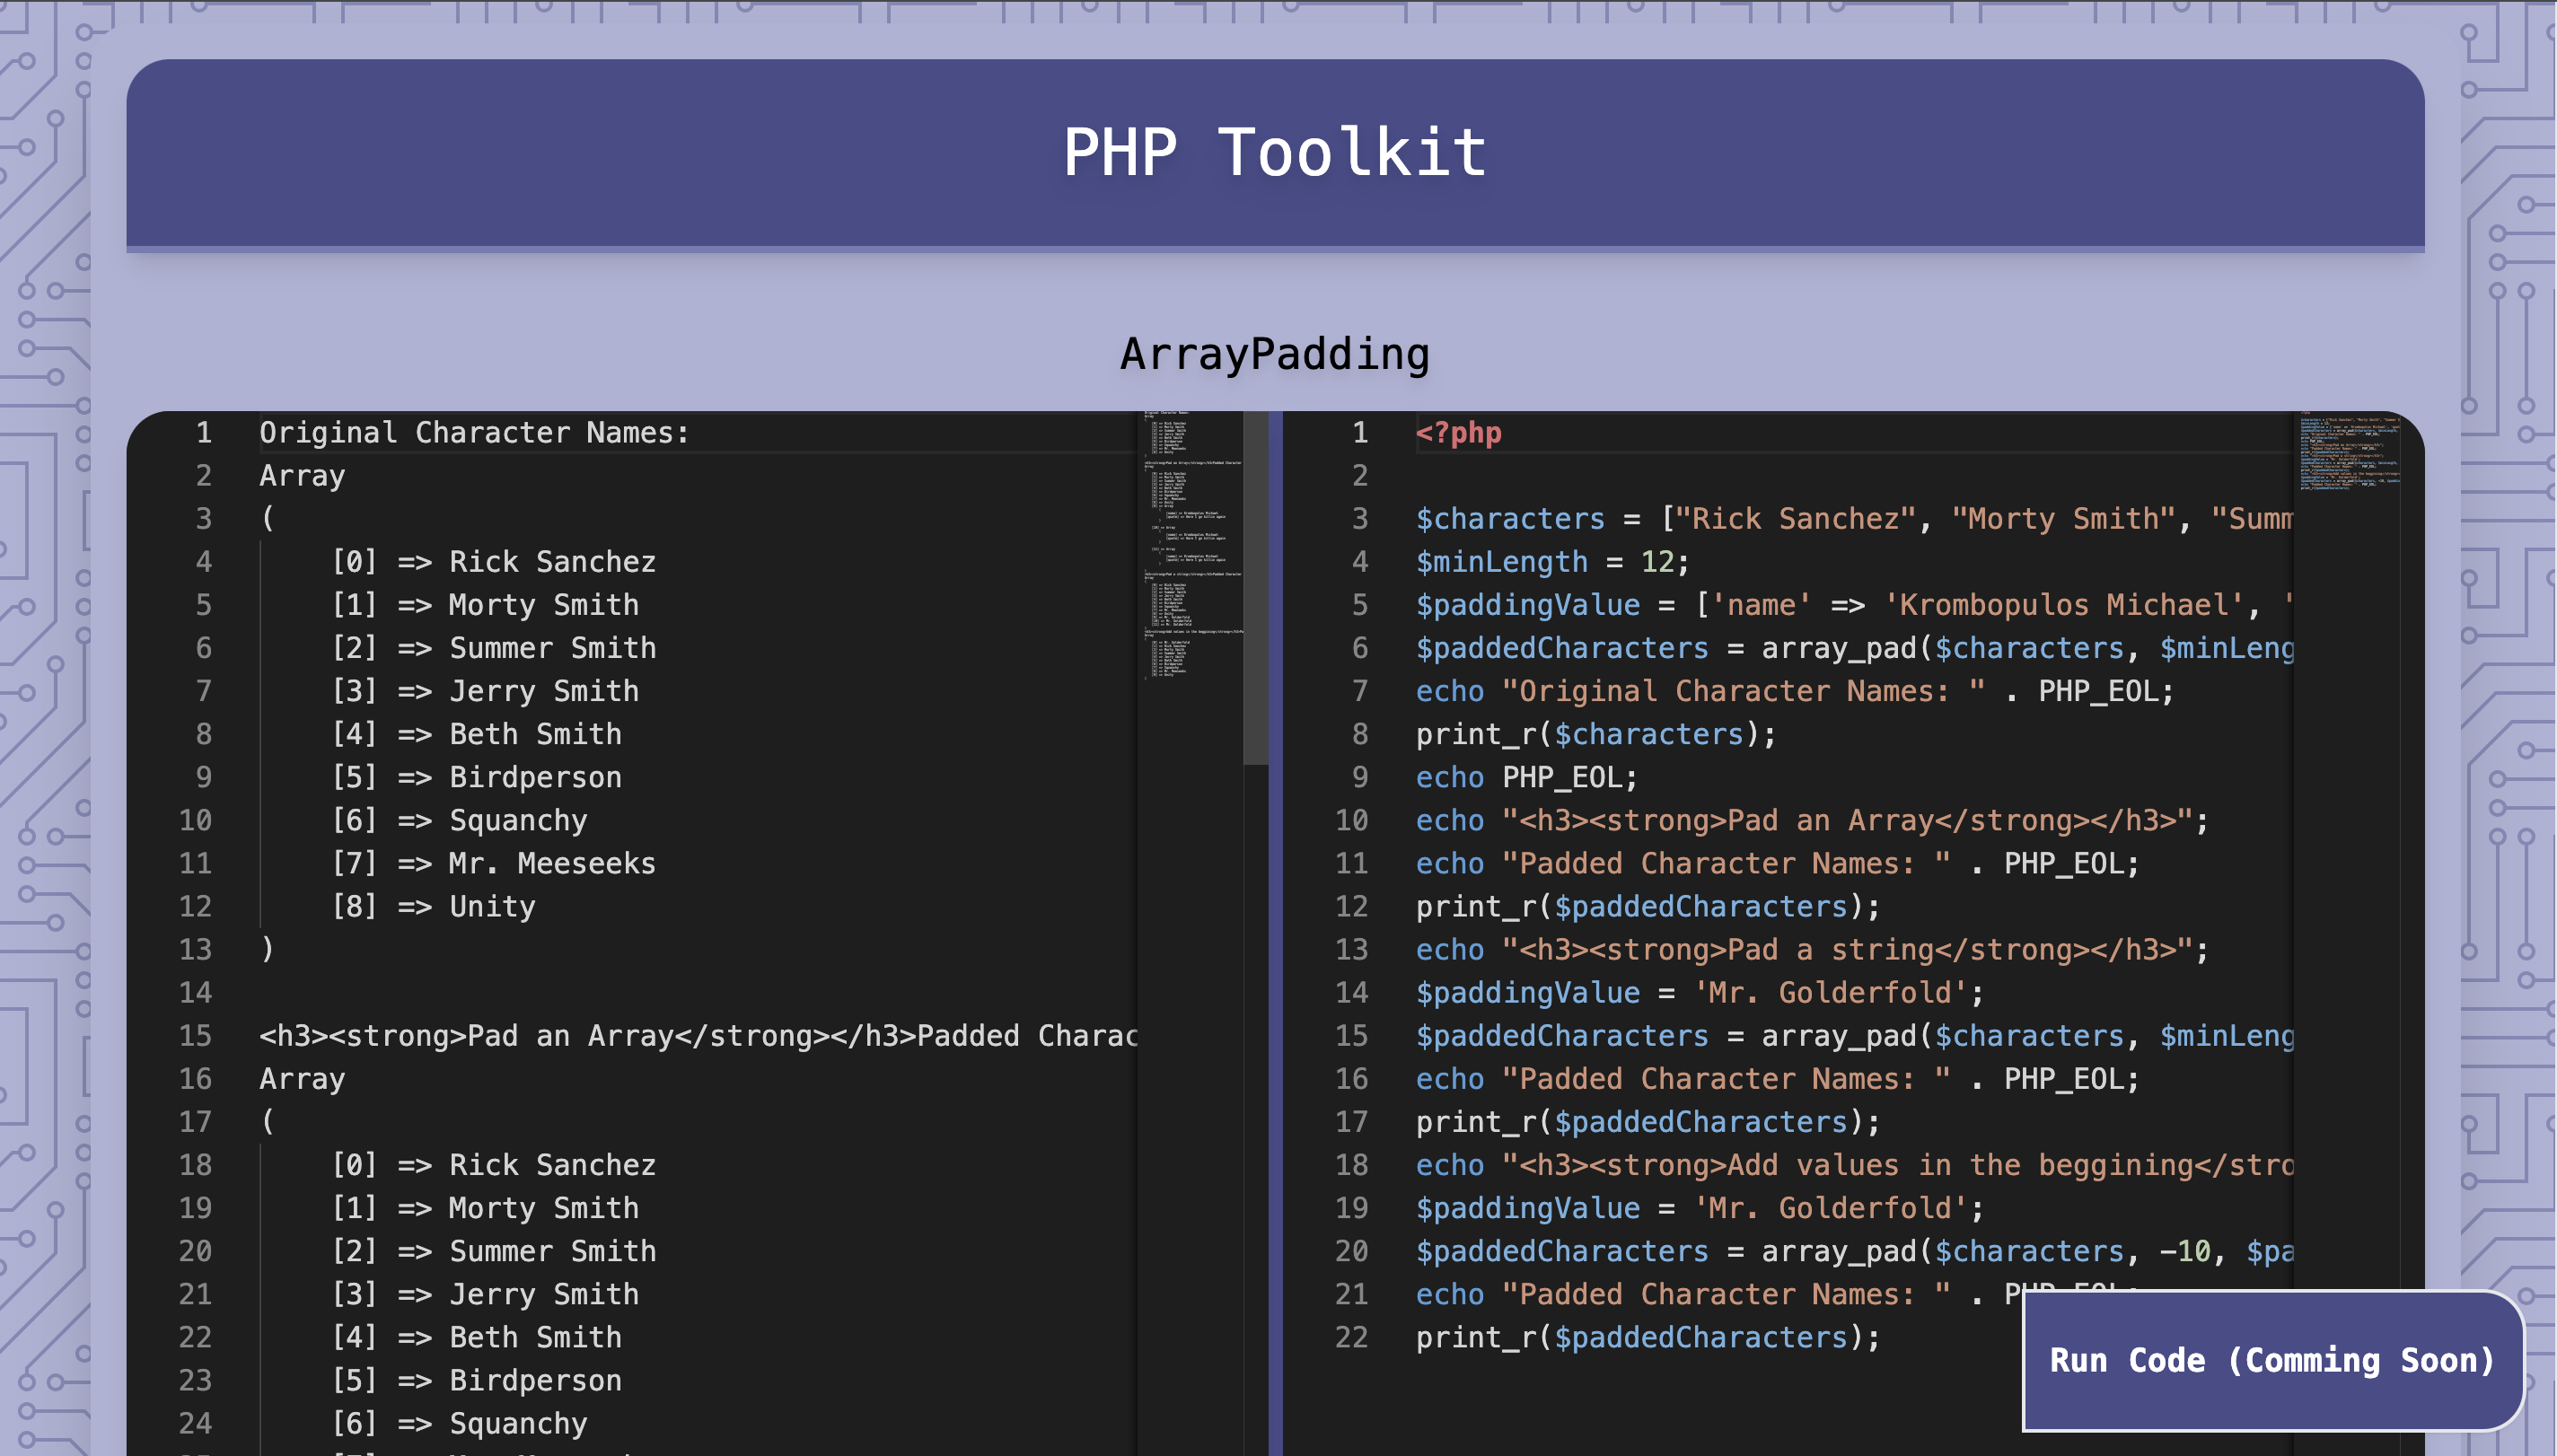 PHP Toolkit
ArrayPadding
1 Original Character Names:
2 Array
3 (
4 [0] => Rick Sanchez
5 [1] => Morty Smith
6 [2] => Summer Smith
7 [3] => Jerry Smith
8 [4] => Beth Smith
9 [5] => Birdperson
10 [6] => Squanchy
11 [7] => Mr. Meeseeks
12 [8] => Unity
13 )
14
15 <h3><strong>Pad an Array</strong></h3>Padded Charac
16 Array
17 (
18 [0] => Rick Sanchez
19 [1] => Morty Smith
20 [2] => Summer Smith
21 [3] => Jerry Smith
22 [4] => Beth Smith
23 [5] => Birdperson
24 [6] => Squanchy
1 <?php
2
3 $characters = ["Rick Sanchez", "Morty Smith", "Summ
4 $minLength = 12;
5 $paddingValue = ['name' => 'Krombopulos Michael', '
6 $paddedCharacters = array_pad($characters, $minLeng
7 echo "Original Character Names: " . PHP_EOL;
8 print_r($characters);
9 echo PHP_EOL;
10 echo "<h3><strong>Pad an Array</strong></h3>";
11 echo "Padded Character Names: " . PHP_EOL;
12 print_r($paddedCharacters);
13 echo "<h3><strong>Pad a string</strong></h3>";
14 $paddingValue = 'Mr. Golderfold';
15 $paddedCharacters = array_pad($characters, $minLeng
16 echo "Padded Character Names: " . PHP_EOL;
17 print_r($paddedCharacters);
18 echo "<h3><strong>Add values in the beggining</stro
19 $paddingValue = 'Mr. Golderfold';
20 $paddedCharacters = array_pad($characters, -10, $pa
21 echo "Padded Character Names: " . PHP_EOL;
22 print_r($paddedCharacters);
Run Code (Comming Soon)